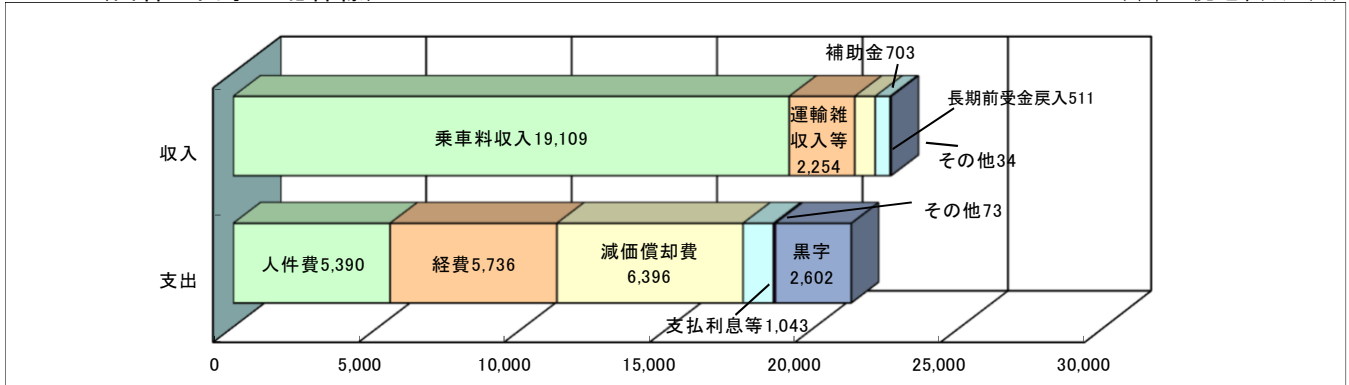 補助金703
長期前受金戻入511
乗車料収入19,109
運輸雑
収入等
2,254
収入
その他34
その他73
人件費5,390
経費5,736
減価償却費
6,396
黒字
2,602
支出
支払利息等1,043
0
5,000
10,000
15,000
20,000
25,000
30,000